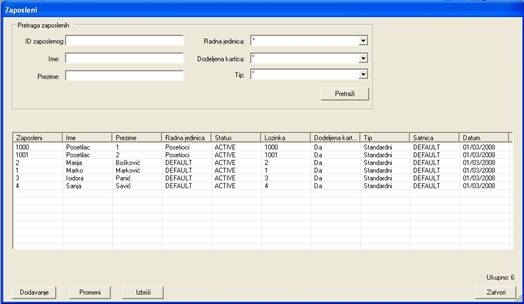 Zaposleni
Pretraga zaposlenih
ID zaposlenog: Radna jedinica: *
Ime: Dodeljena kartica: *
Prezime: Tip: *
Pretraži
Zaposleni Ime Prezime Radna jedinica Status Lozinka Dodeljena kart... Tip Satnica Datum
1000 Posetilac 1 Posetioci ACTIVE 1000 Da Standardni DEFAULT 01/03/2008
1001 Posetilac 2 Posetioci ACTIVE 1001 Da Standardni DEFAULT 01/03/2008
2 Marija Bošković DEFAULT ACTIVE 2 Da Standardni DEFAULT 01/03/2008
1 Marko Marković DEFAULT ACTIVE 1 Da Standardni DEFAULT 01/03/2008
3 Isidora Panić DEFAULT ACTIVE 3 Da Standardni DEFAULT 01/03/2008
4 Sanja Savić DEFAULT ACTIVE 4 Da Standardni DEFAULT 01/03/2008
Ukupno: 6
Dodavanje Promeni Izbriši Zatvori